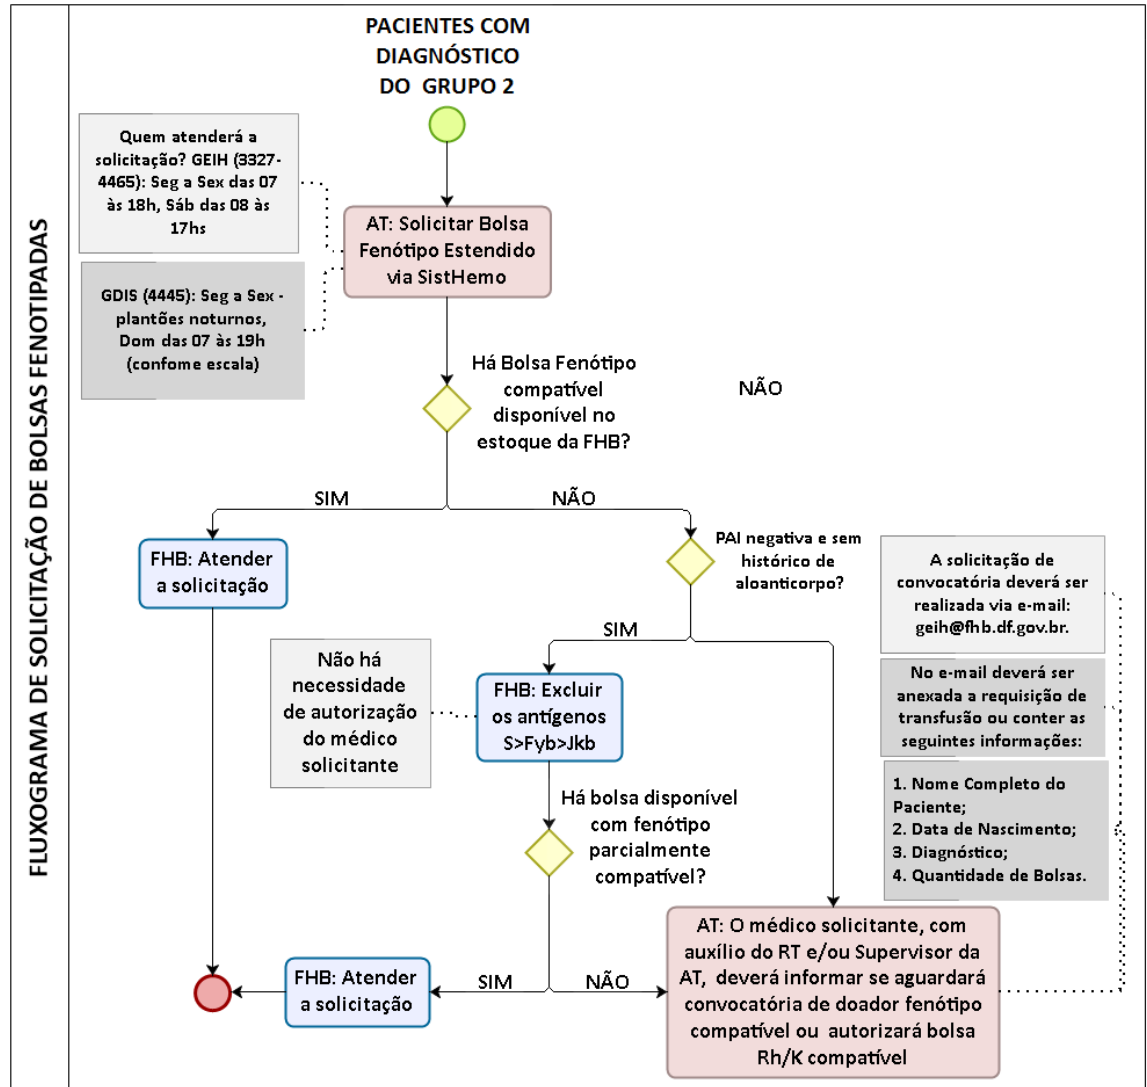 FLUXOGRAMA DE SOLICITAÇÃO DE BOLSAS FENOTIPADAS
PACIENTES COM
DIAGNÓSTICO
DO  GRUPO 2
Quem atenderá a
solicitação? GEIH (3327-
4465): Seg a Sex das 07
às 18h, Sáb das 08 às
17hs
GDIS (4445): Seg a Sex -
plantões noturnos,
Dom das 07 às 19h
(confome escala)
AT: Solicitar Bolsa
Fenótipo Estendido
via SistHemo
Há Bolsa Fenótipo
compatível
disponível no
estoque da FHB?
NÃO
SIM
NÃO
FHB: Atender
a solicitação
PAI negativa e sem
histórico de
aloanticorpo?
A solicitação de
convocatória deverá ser
realizada via e-mail:
geih@fhb.df.gov.br.
SIM
Não há
necessidade
de autorização
do médico
solicitante
FHB: Excluir
os antígenos
S>Fyb>Jkb
No e-mail deverá ser
anexada a requisição de
transfusão ou conter as
seguintes informações:
1. Nome Completo do
Paciente;
2. Data de Nascimento;
3. Diagnóstico;
4. Quantidade de Bolsas.
Há bolsa disponível
com fenótipo
parcialmente
compatível?
FHB: Atender
a solicitação
SIM
NÃO
AT: O médico solicitante, com
auxílio do RT e/ou Supervisor da
AT,  deverá informar se aguardará
convocatória de doador fenótipo
compatível ou  autorizará bolsa
Rh/K compatível